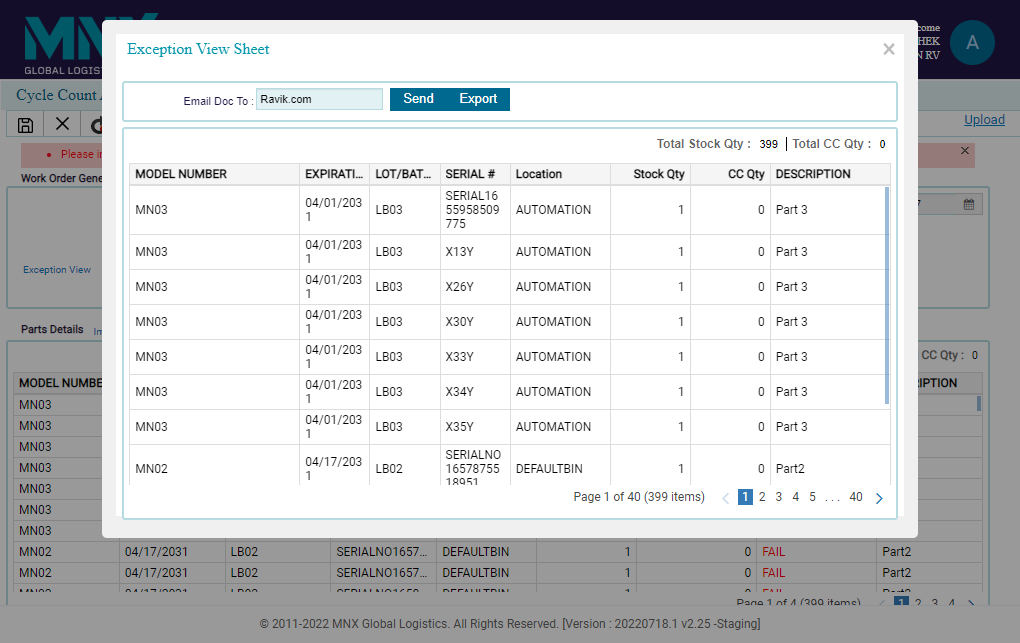 MNX
GLOBAL LOGIST
come
HEK
N RV
A
Exception View Sheet
×
Cycle Count
Email Doc To :
Ravik.com
Send
Export
Upload
Please in
Work Order Gene
Total Stock Qty : 399 | Total CC Qty : 0
MODEL NUMBER EXPIRATI... LOT/BAT... SERIAL # Location Stock Qty CC Qty DESCRIPTION
MN03 04/01/2031 LB03 SERIAL1655958509775 AUTOMATION 1 0 Part 3
MN03 04/01/2031 LB03 X13Y AUTOMATION 1 0 Part 3
MN03 04/01/2031 LB03 X26Y AUTOMATION 1 0 Part 3
MN03 04/01/2031 LB03 X30Y AUTOMATION 1 0 Part 3
MN03 04/01/2031 LB03 X33Y AUTOMATION 1 0 Part 3
MN03 04/01/2031 LB03 X34Y AUTOMATION 1 0 Part 3
MN03 04/01/2031 LB03 X35Y AUTOMATION 1 0 Part 3
MN02 04/17/2031 LB02 SERIALNO1657875518951 DEFAULTBIN 1 0 Part2
Page 1 of 40 (399 items) 1 2 3 4 5 ... 40
Exception View
Parts Details
CC Qty : 0
MODEL NUMBE
IPTION
MN03
MN03
MN03
MN03
MN03
MN03
MN03
MN02 04/17/2031 LB02 SERIALNO1657... DEFAULTBIN 1 0 FAIL Part2
MN02 04/17/2031 LB02 SERIALNO1657... DEFAULTBIN 1 0 FAIL Part2
Page 1 of 4 (399 items) 1 2 3 4
© 2011-2022 MNX Global Logistics. All Rights Reserved. [Version : 20220718.1 v2.25 -Staging]